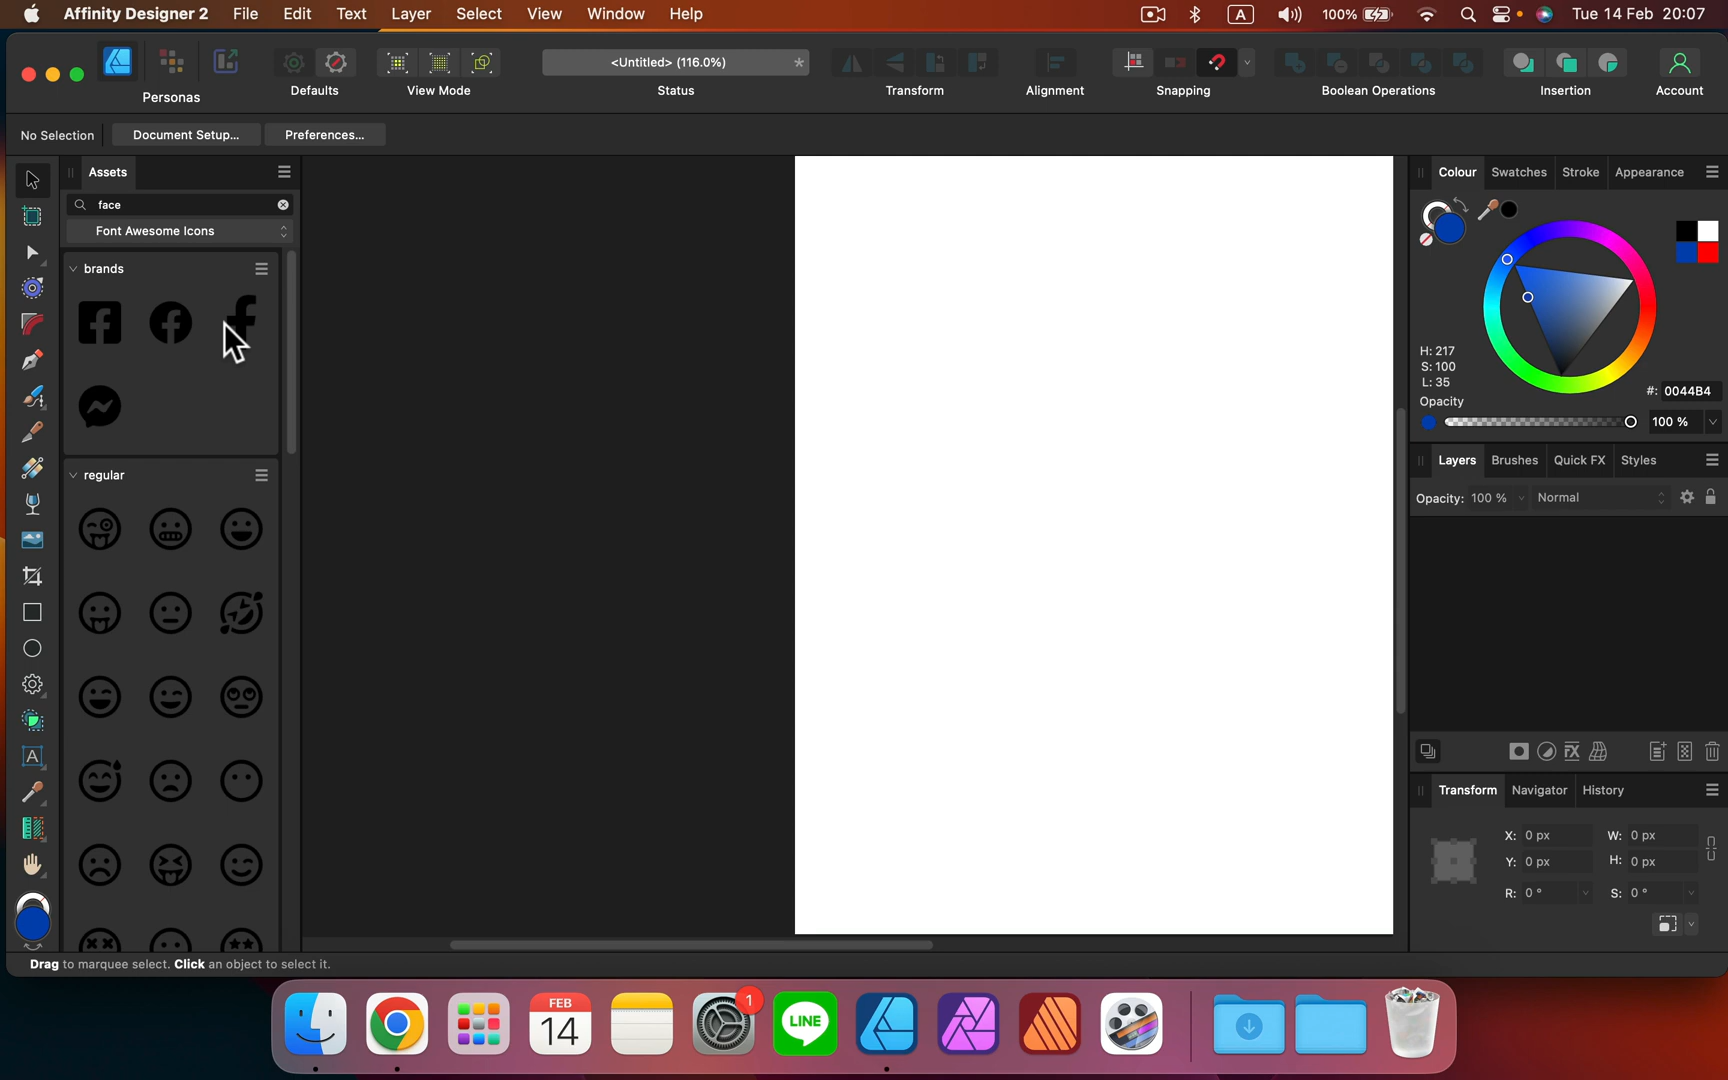 Affinity Designer 2 File Edit Text Layer Select View Window Help A 100% Tue 14 Feb 20:07
<Untitled> (116.0%) *
Personas Defaults View Mode Status Transform Alignment Snapping Boolean Operations Insertion Account
No Selection Document Setup... Preferences...
Assets
face
Font Awesome Icons
brands
regular
Colour Swatches Stroke Appearance
H: 217
S: 100
L: 35
#: 0044B4
Opacity
100 %
Layers Brushes Quick FX Styles
Opacity: 100 % Normal
Transform Navigator History
X: 0 px W: 0 px
Y: 0 px H: 0 px
R: 0 ° S: 0 °
Drag to marquee select. Click an object to select it.
FEB
14
1
LINE